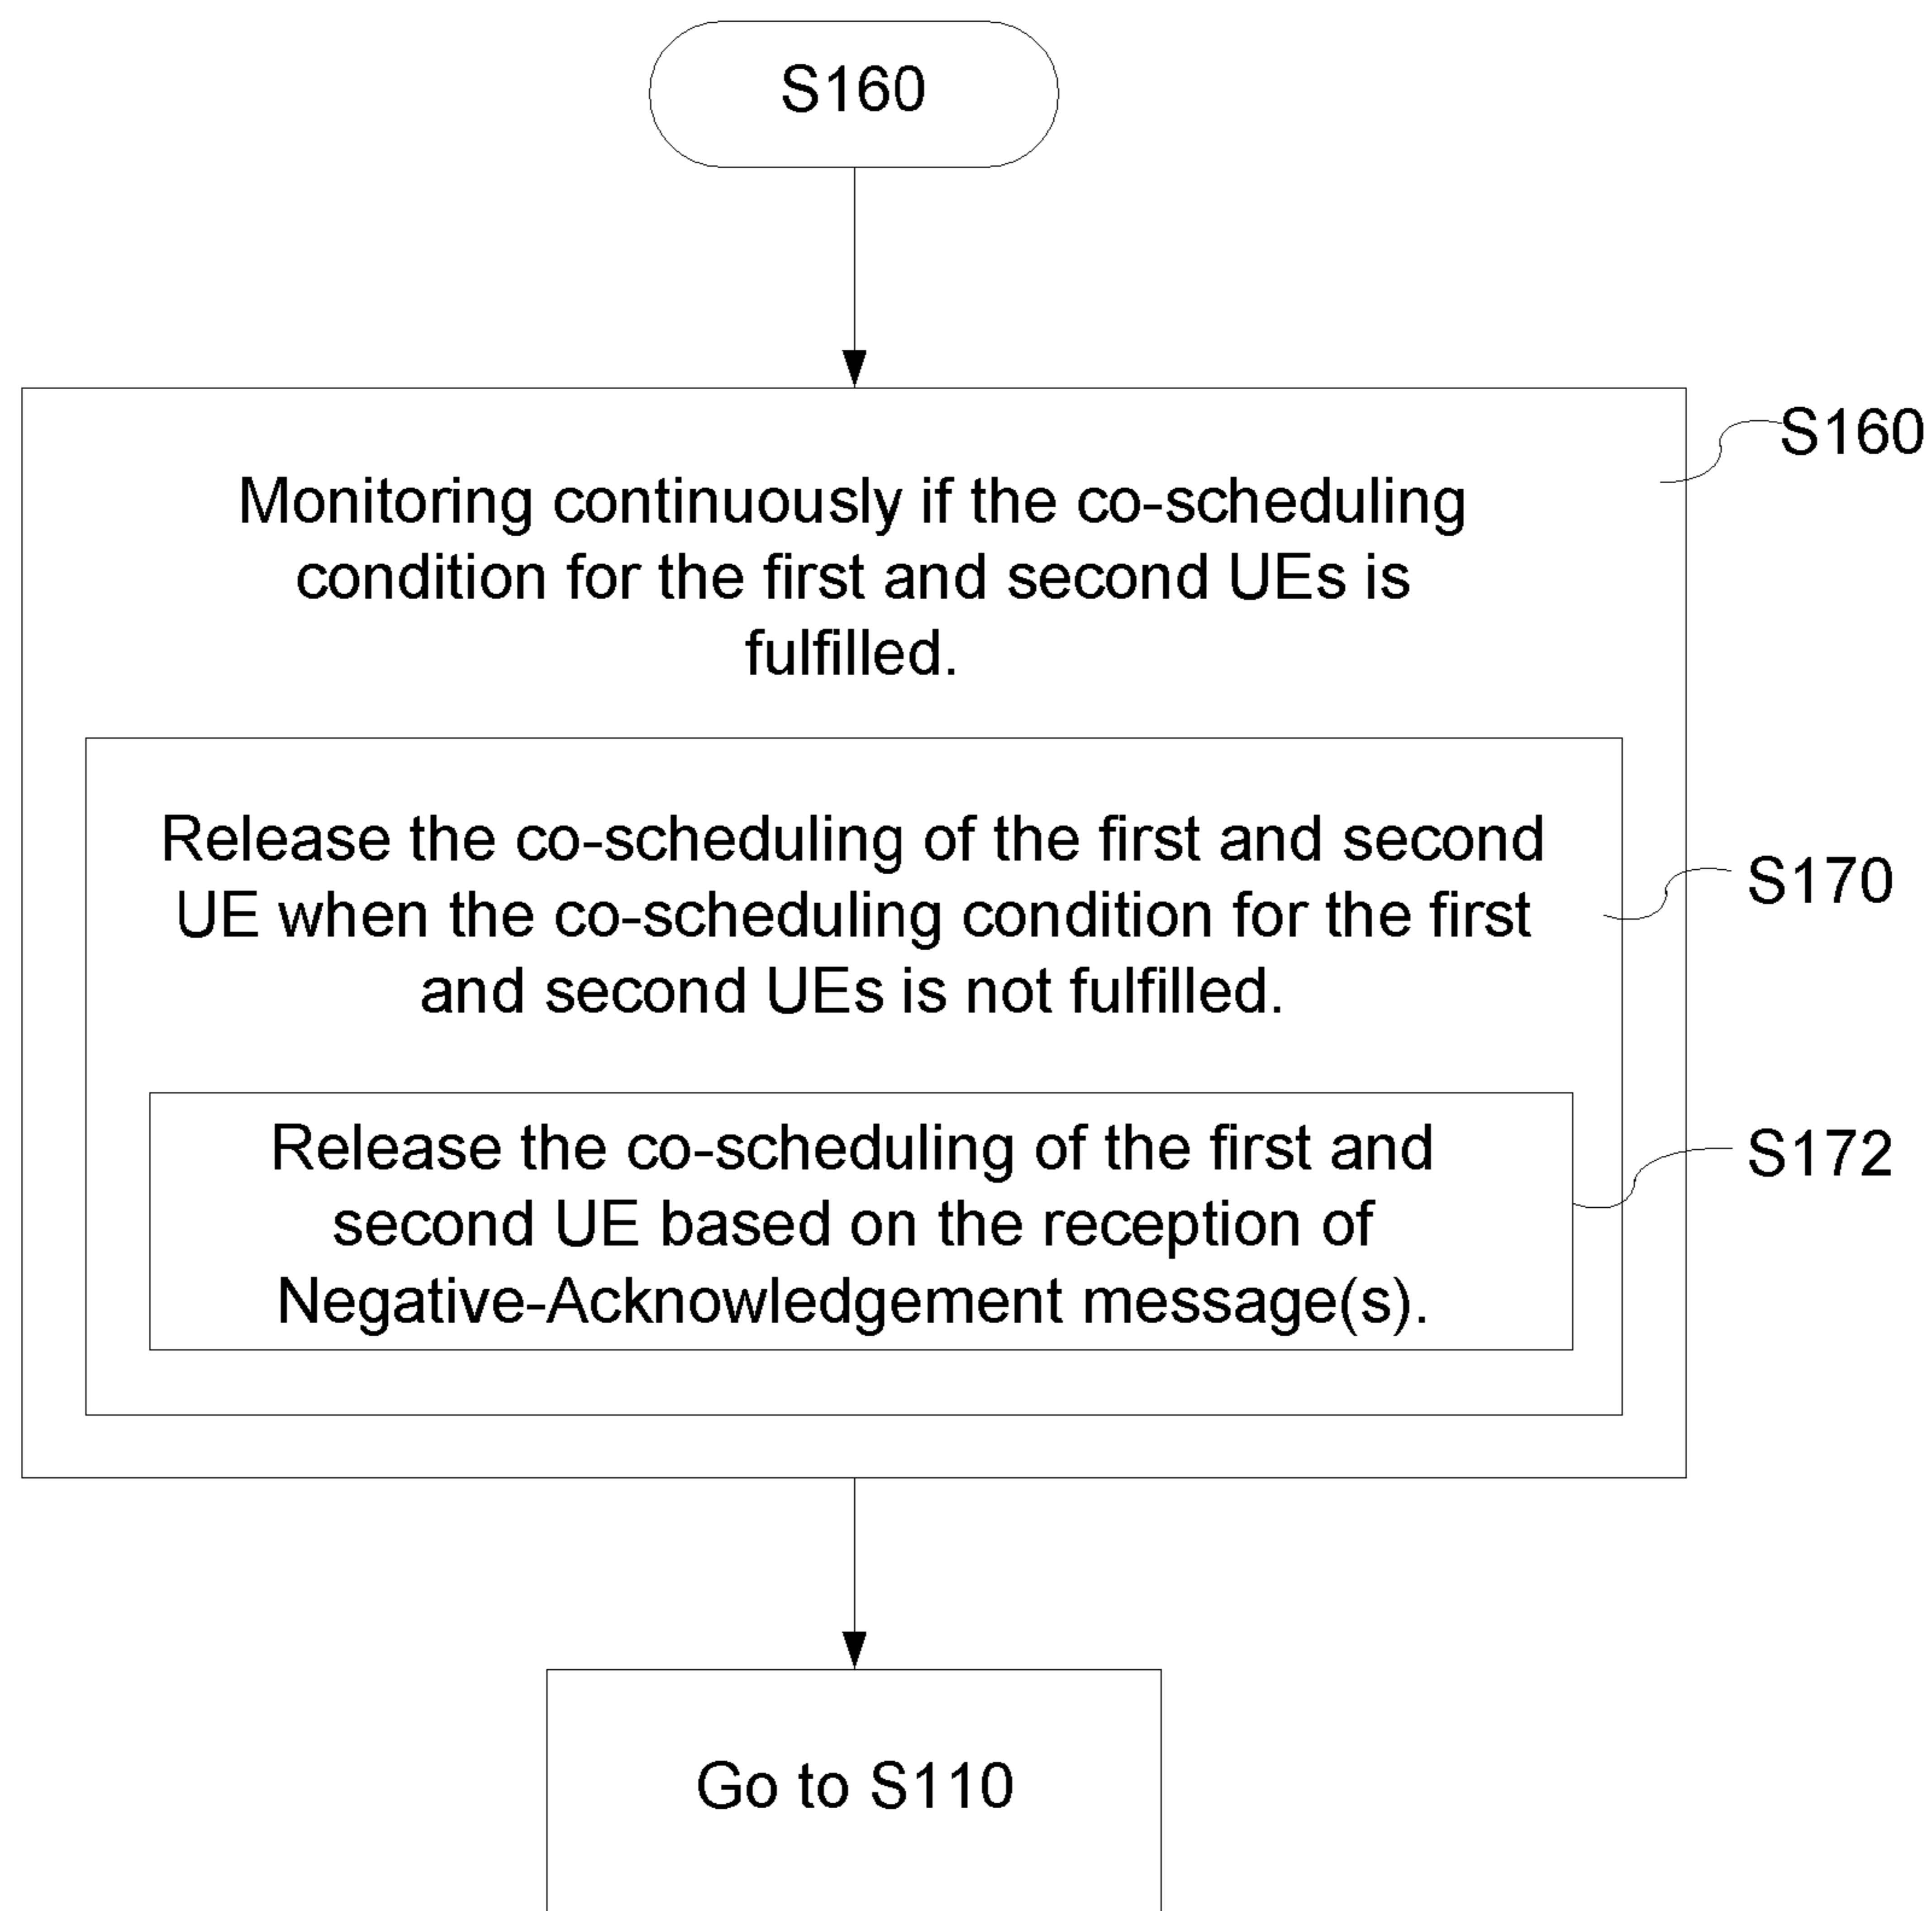 S160
S160
Monitoring continuously if the co-scheduling
condition for the first and second UEs is
fulfilled.
Release the co-scheduling of the first and second
UE when the co-scheduling condition for the first
and second UEs is not fulfilled.
S170
Release the co-scheduling of the first and
second UE based on the reception of
Negative-Acknowledgement message(s).
S172
Go to S110